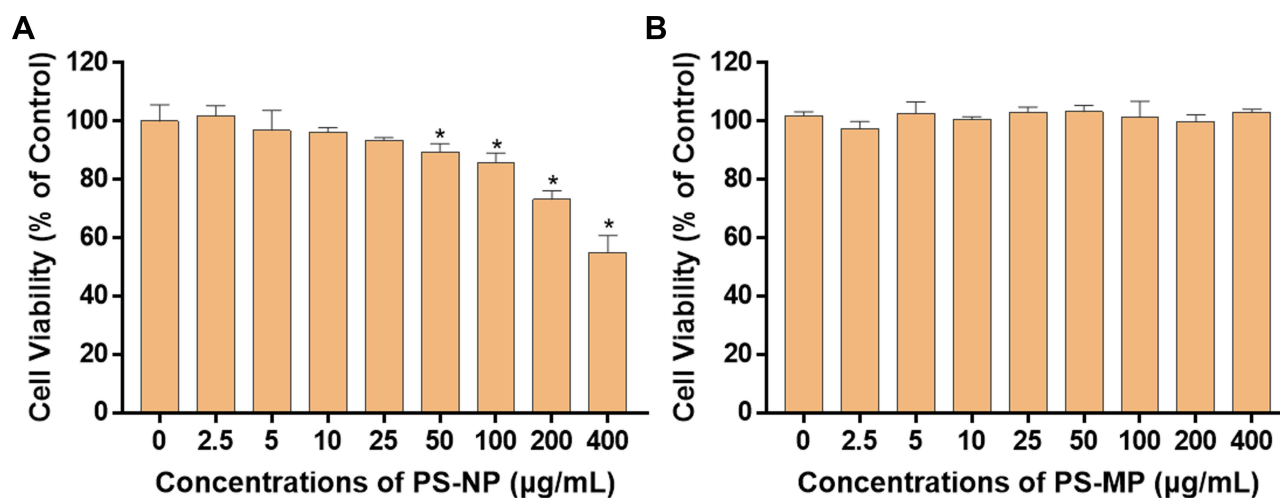 A
Cell Viability (% of Control)
120
100
80
60
40
20
0
* * * *
0 2.5 5 10 25 50 100 200 400
Concentrations of PS-NP (µg/mL)
B
Cell Viability (% of Control)
120
100
80
60
40
20
0
0 2.5 5 10 25 50 100 200 400
Concentrations of PS-MP (µg/mL)